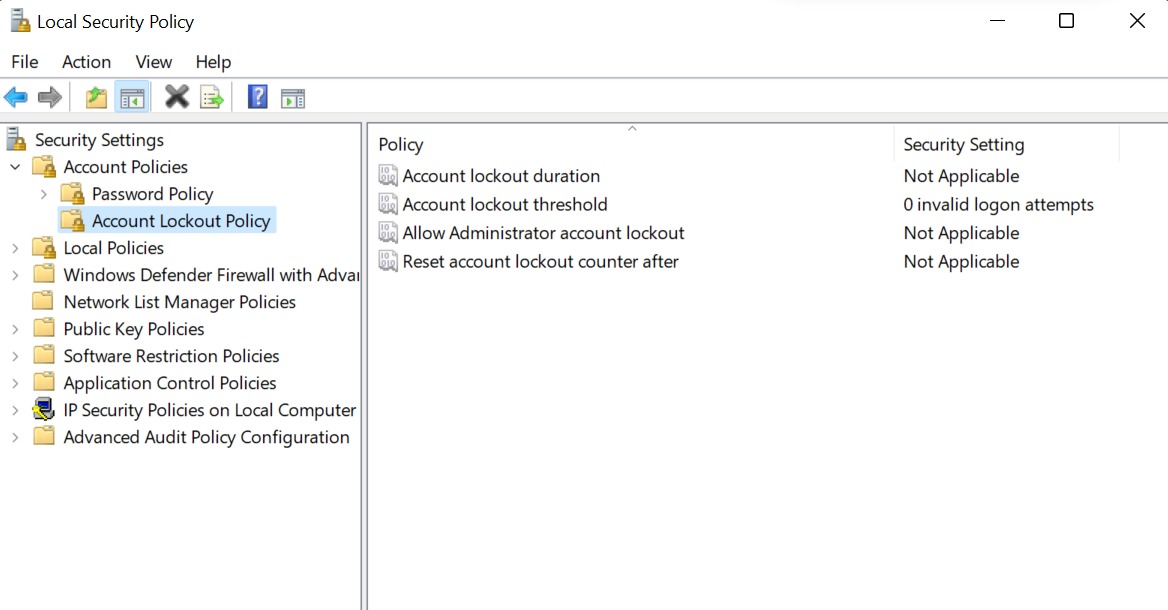 Local Security Policy
File Action View Help
Security Settings
Account Policies
Password Policy
Account Lockout Policy
Local Policies
Windows Defender Firewall with Advar
Network List Manager Policies
Public Key Policies
Software Restriction Policies
Application Control Policies
IP Security Policies on Local Computer
Advanced Audit Policy Configuration
Policy Security Setting
Account lockout duration Not Applicable
Account lockout threshold 0 invalid logon attempts
Allow Administrator account lockout Not Applicable
Reset account lockout counter after Not Applicable